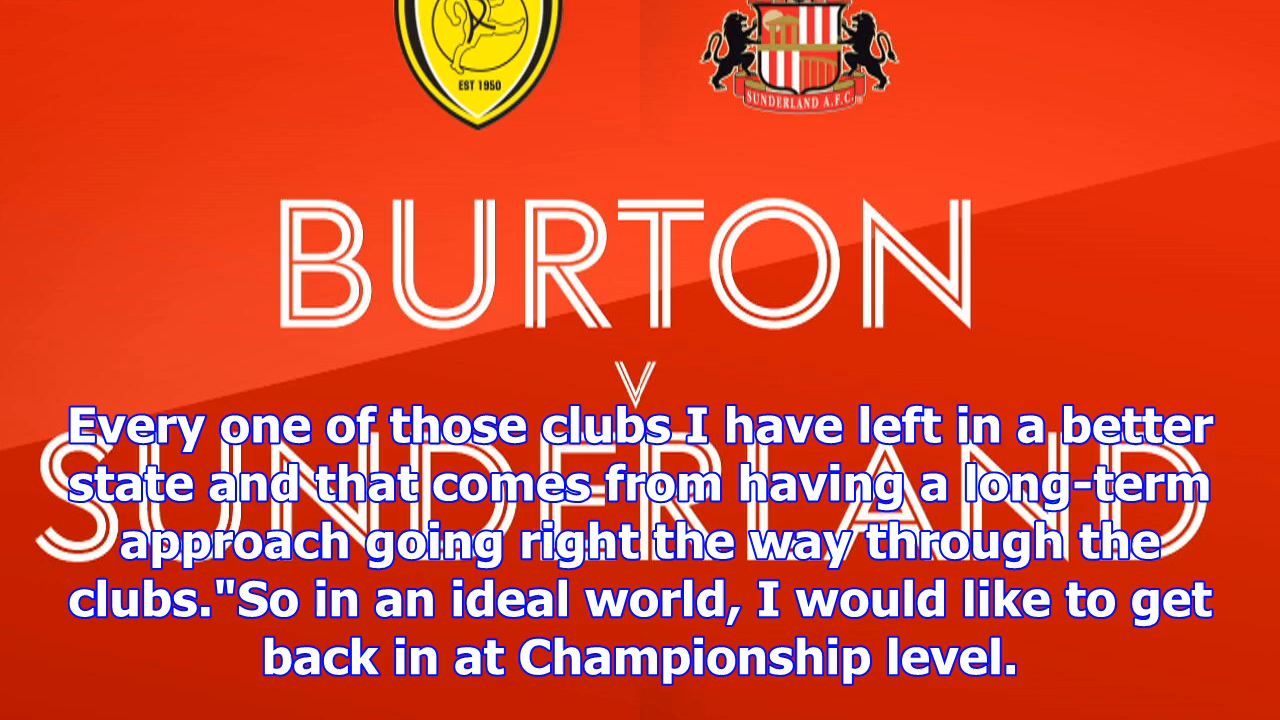 EST 1950
SUNDERLAND A.F.C.
BURTON
V
SUNDERLAND
Every one of those clubs I have left in a better
state and that comes from having a long-term
approach going right the way through the
clubs."So in an ideal world, I would like to get
back in at Championship level.